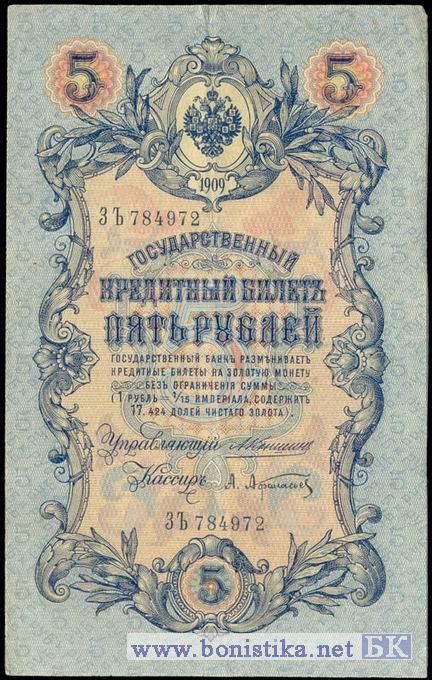 5 5
1909
ЗЪ 784972
ГОСУДАРСТВЕННЫЙ
КРЕДИТНЫЙ БИЛЕТЪ
ПЯТЬ РУБЛЕЙ
ГОСУДАРСТВЕННЫЙ БАНКЪ РАЗМѢНИВАЕТЪ
КРЕДИТНЫЕ БИЛЕТЫ НА ЗОЛОТУЮ МОНЕТУ
БЕЗЪ ОГРАНИЧЕНІЯ СУММЫ
(1 РУБЛЬ = 1/15 ИМПЕРІАЛА, СОДЕРЖИТЪ
17,424 ДОЛЕЙ ЧИСТАГО ЗОЛОТА).
Управляющій
Кассиръ А. Афанасьев
ЗЪ 784972
5
www.bonistika.net БК